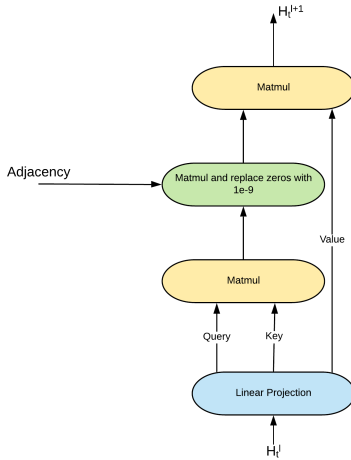 H_t^{l+1}
Matmul
Matmul and replace zeros with
1e-9
Adjacency
Value
Matmul
Query
Key
Linear Projection
H_t^l